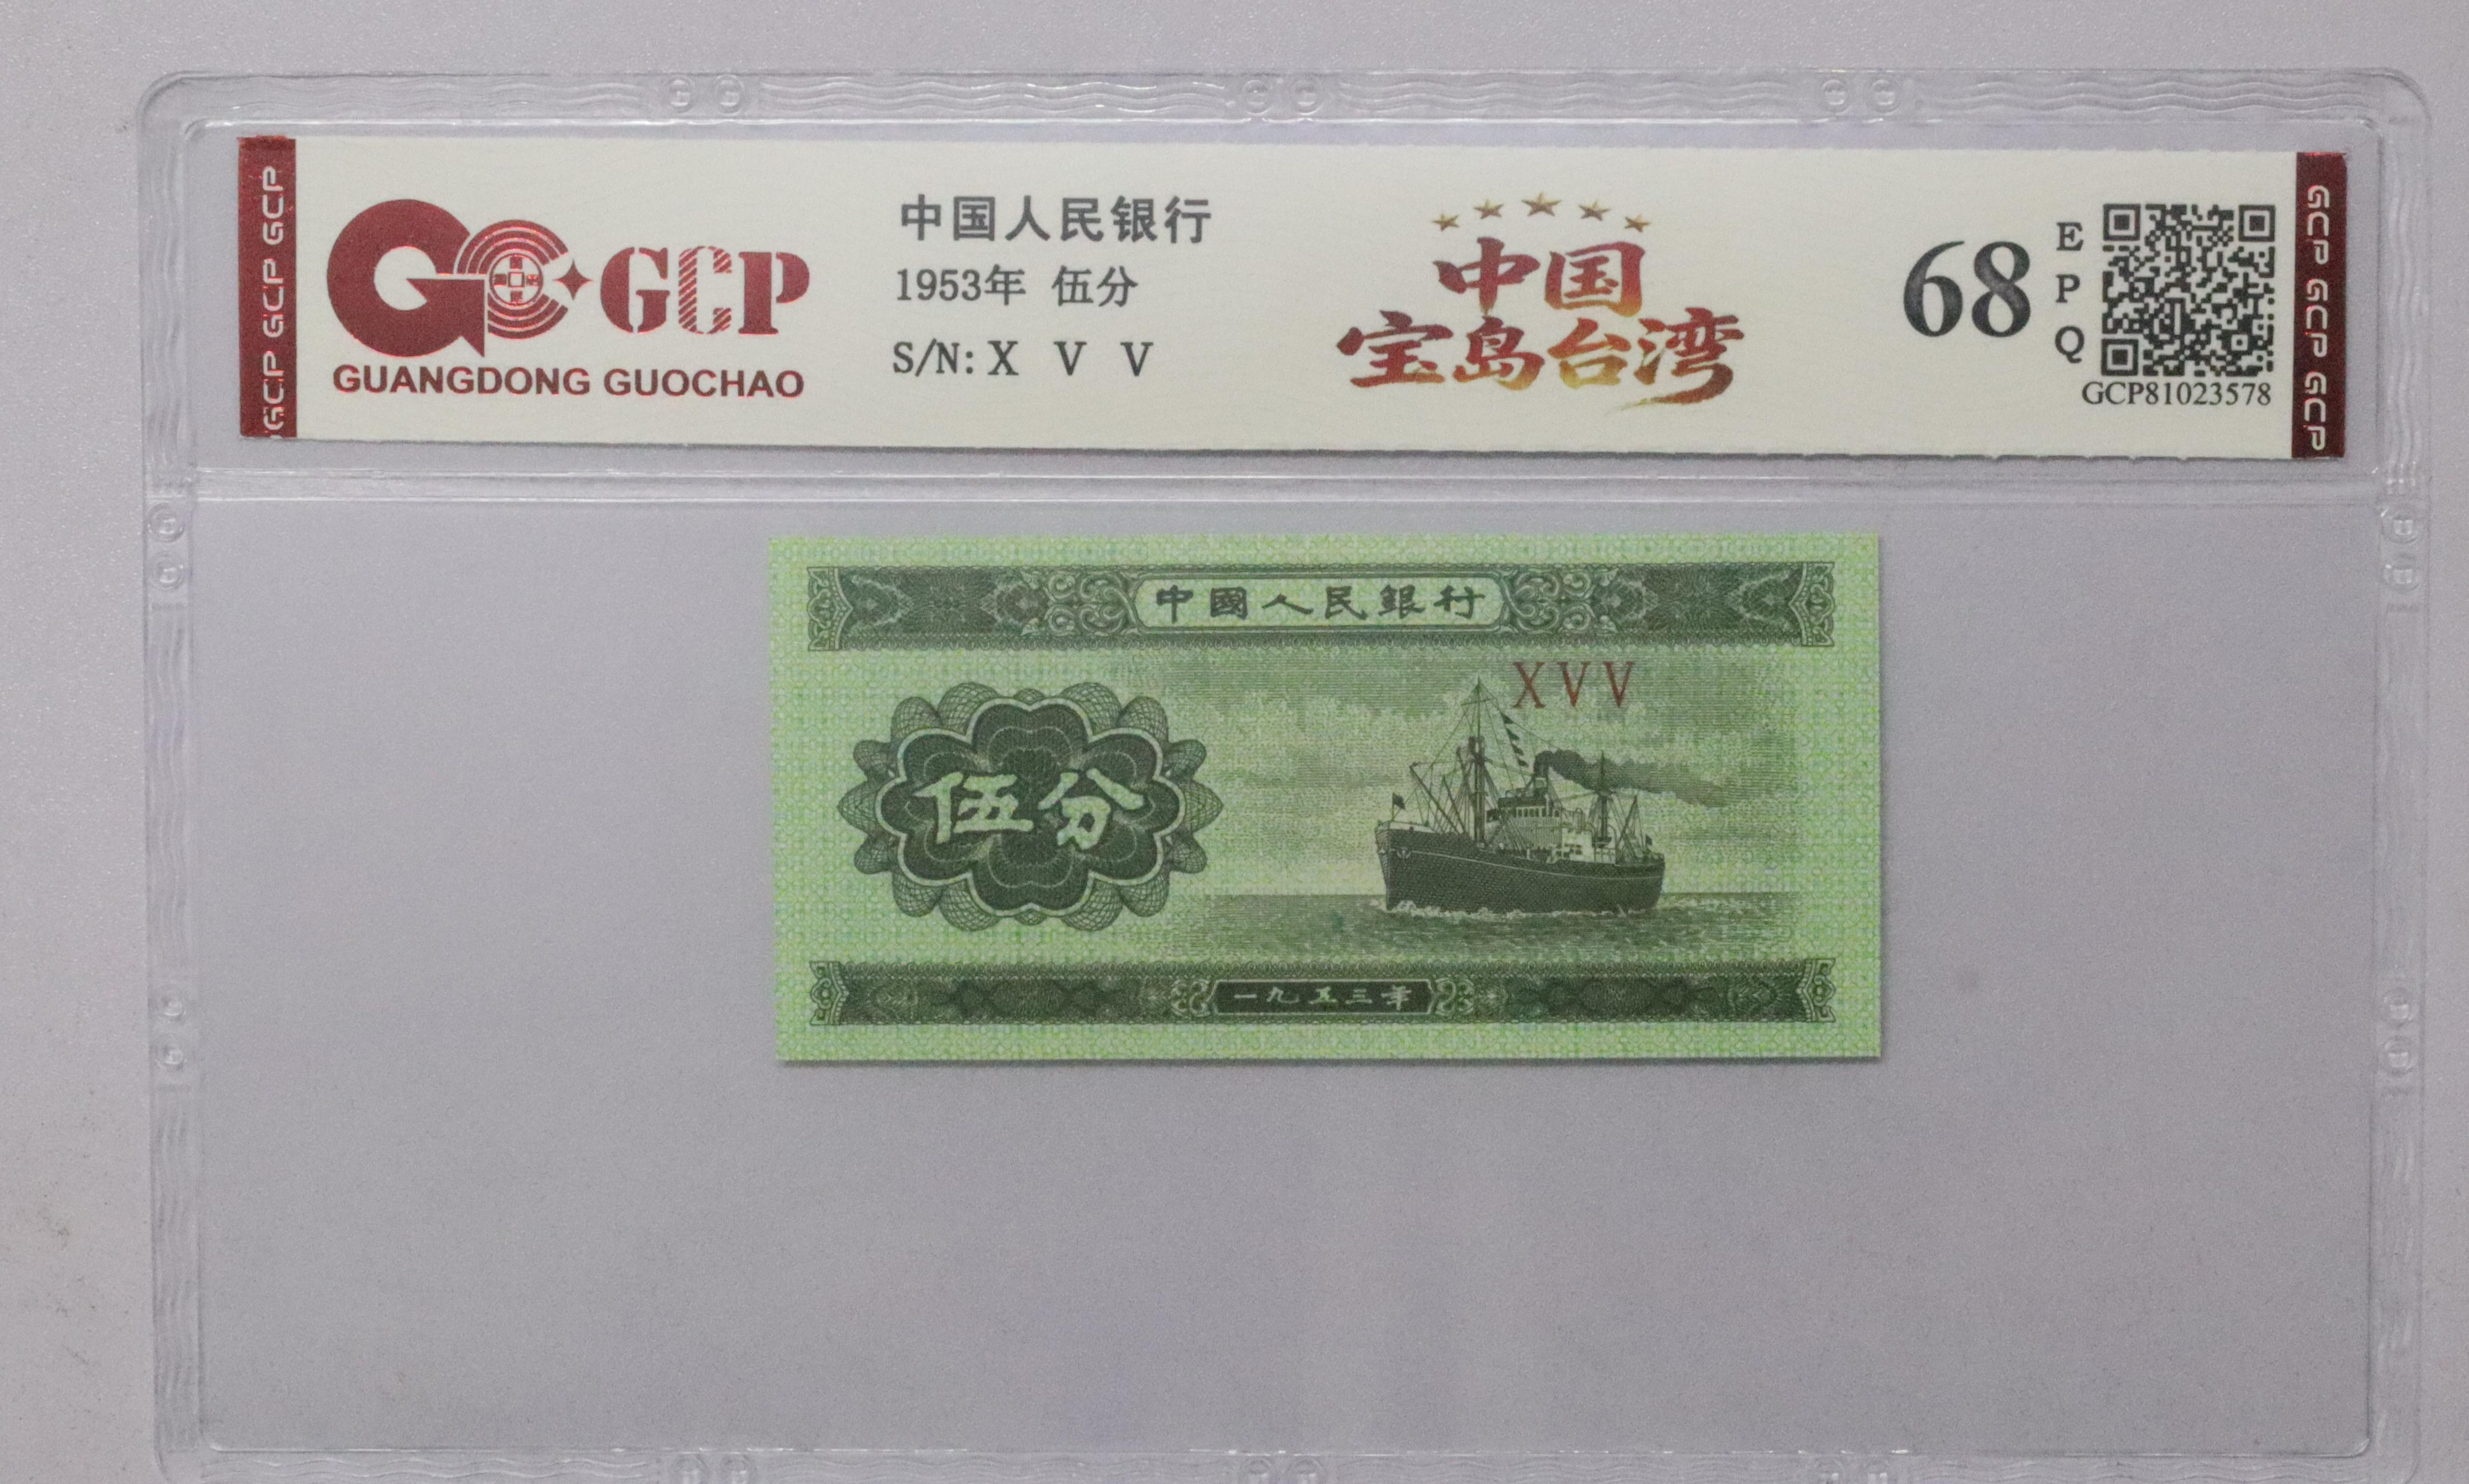 GCP GCP GCP
GCP
GUANGDONG GUOCHAO
中国人民银行
1953年 伍分
S/N: X V V
中国
宝岛台湾
68
EPQ
GCP81023578
GCP GCP GCP
中國人民銀行
XVV
伍分
一九五三年